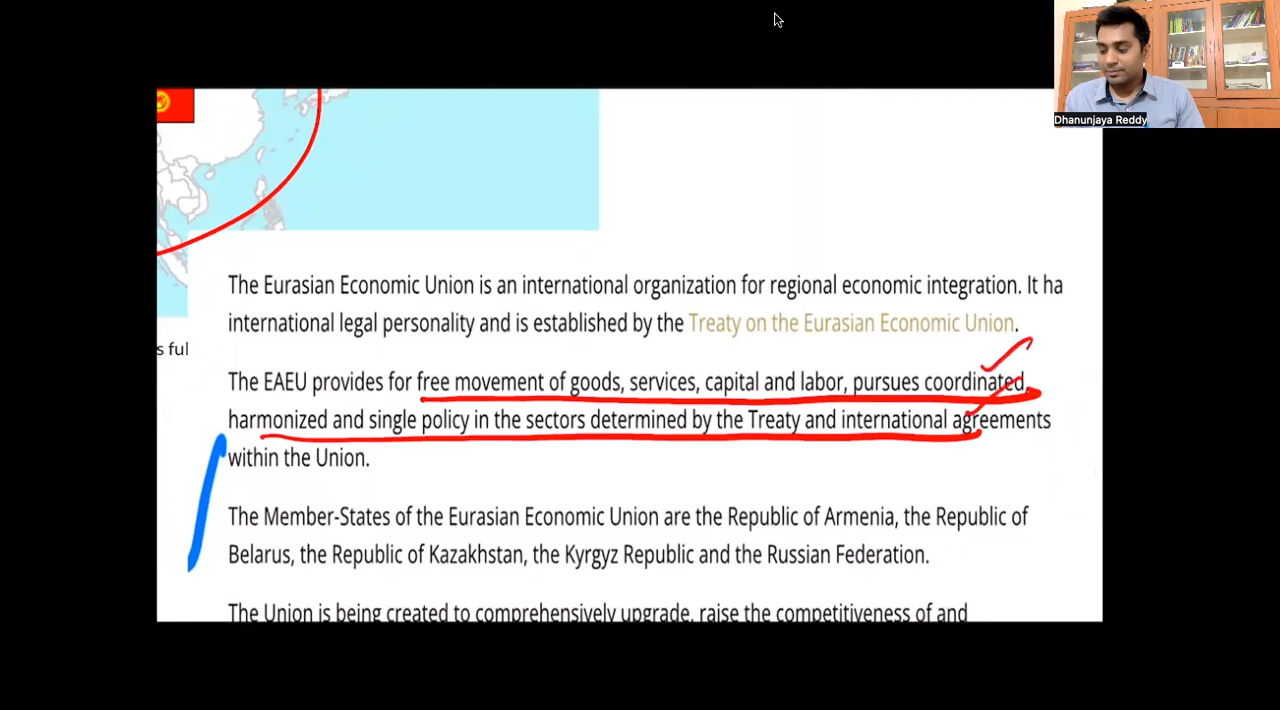 Dhanunjaya Reddy
The Eurasian Economic Union is an international organization for regional economic integration. It ha
international legal personality and is established by the Treaty on the Eurasian Economic Union.
s ful
The EAEU provides for free movement of goods, services, capital and labor, pursues coordinated,
harmonized and single policy in the sectors determined by the Treaty and international agreements
within the Union.
The Member-States of the Eurasian Economic Union are the Republic of Armenia, the Republic of
Belarus, the Republic of Kazakhstan, the Kyrgyz Republic and the Russian Federation.
The Union is being created to comprehensively upgrade, raise the competitiveness of and